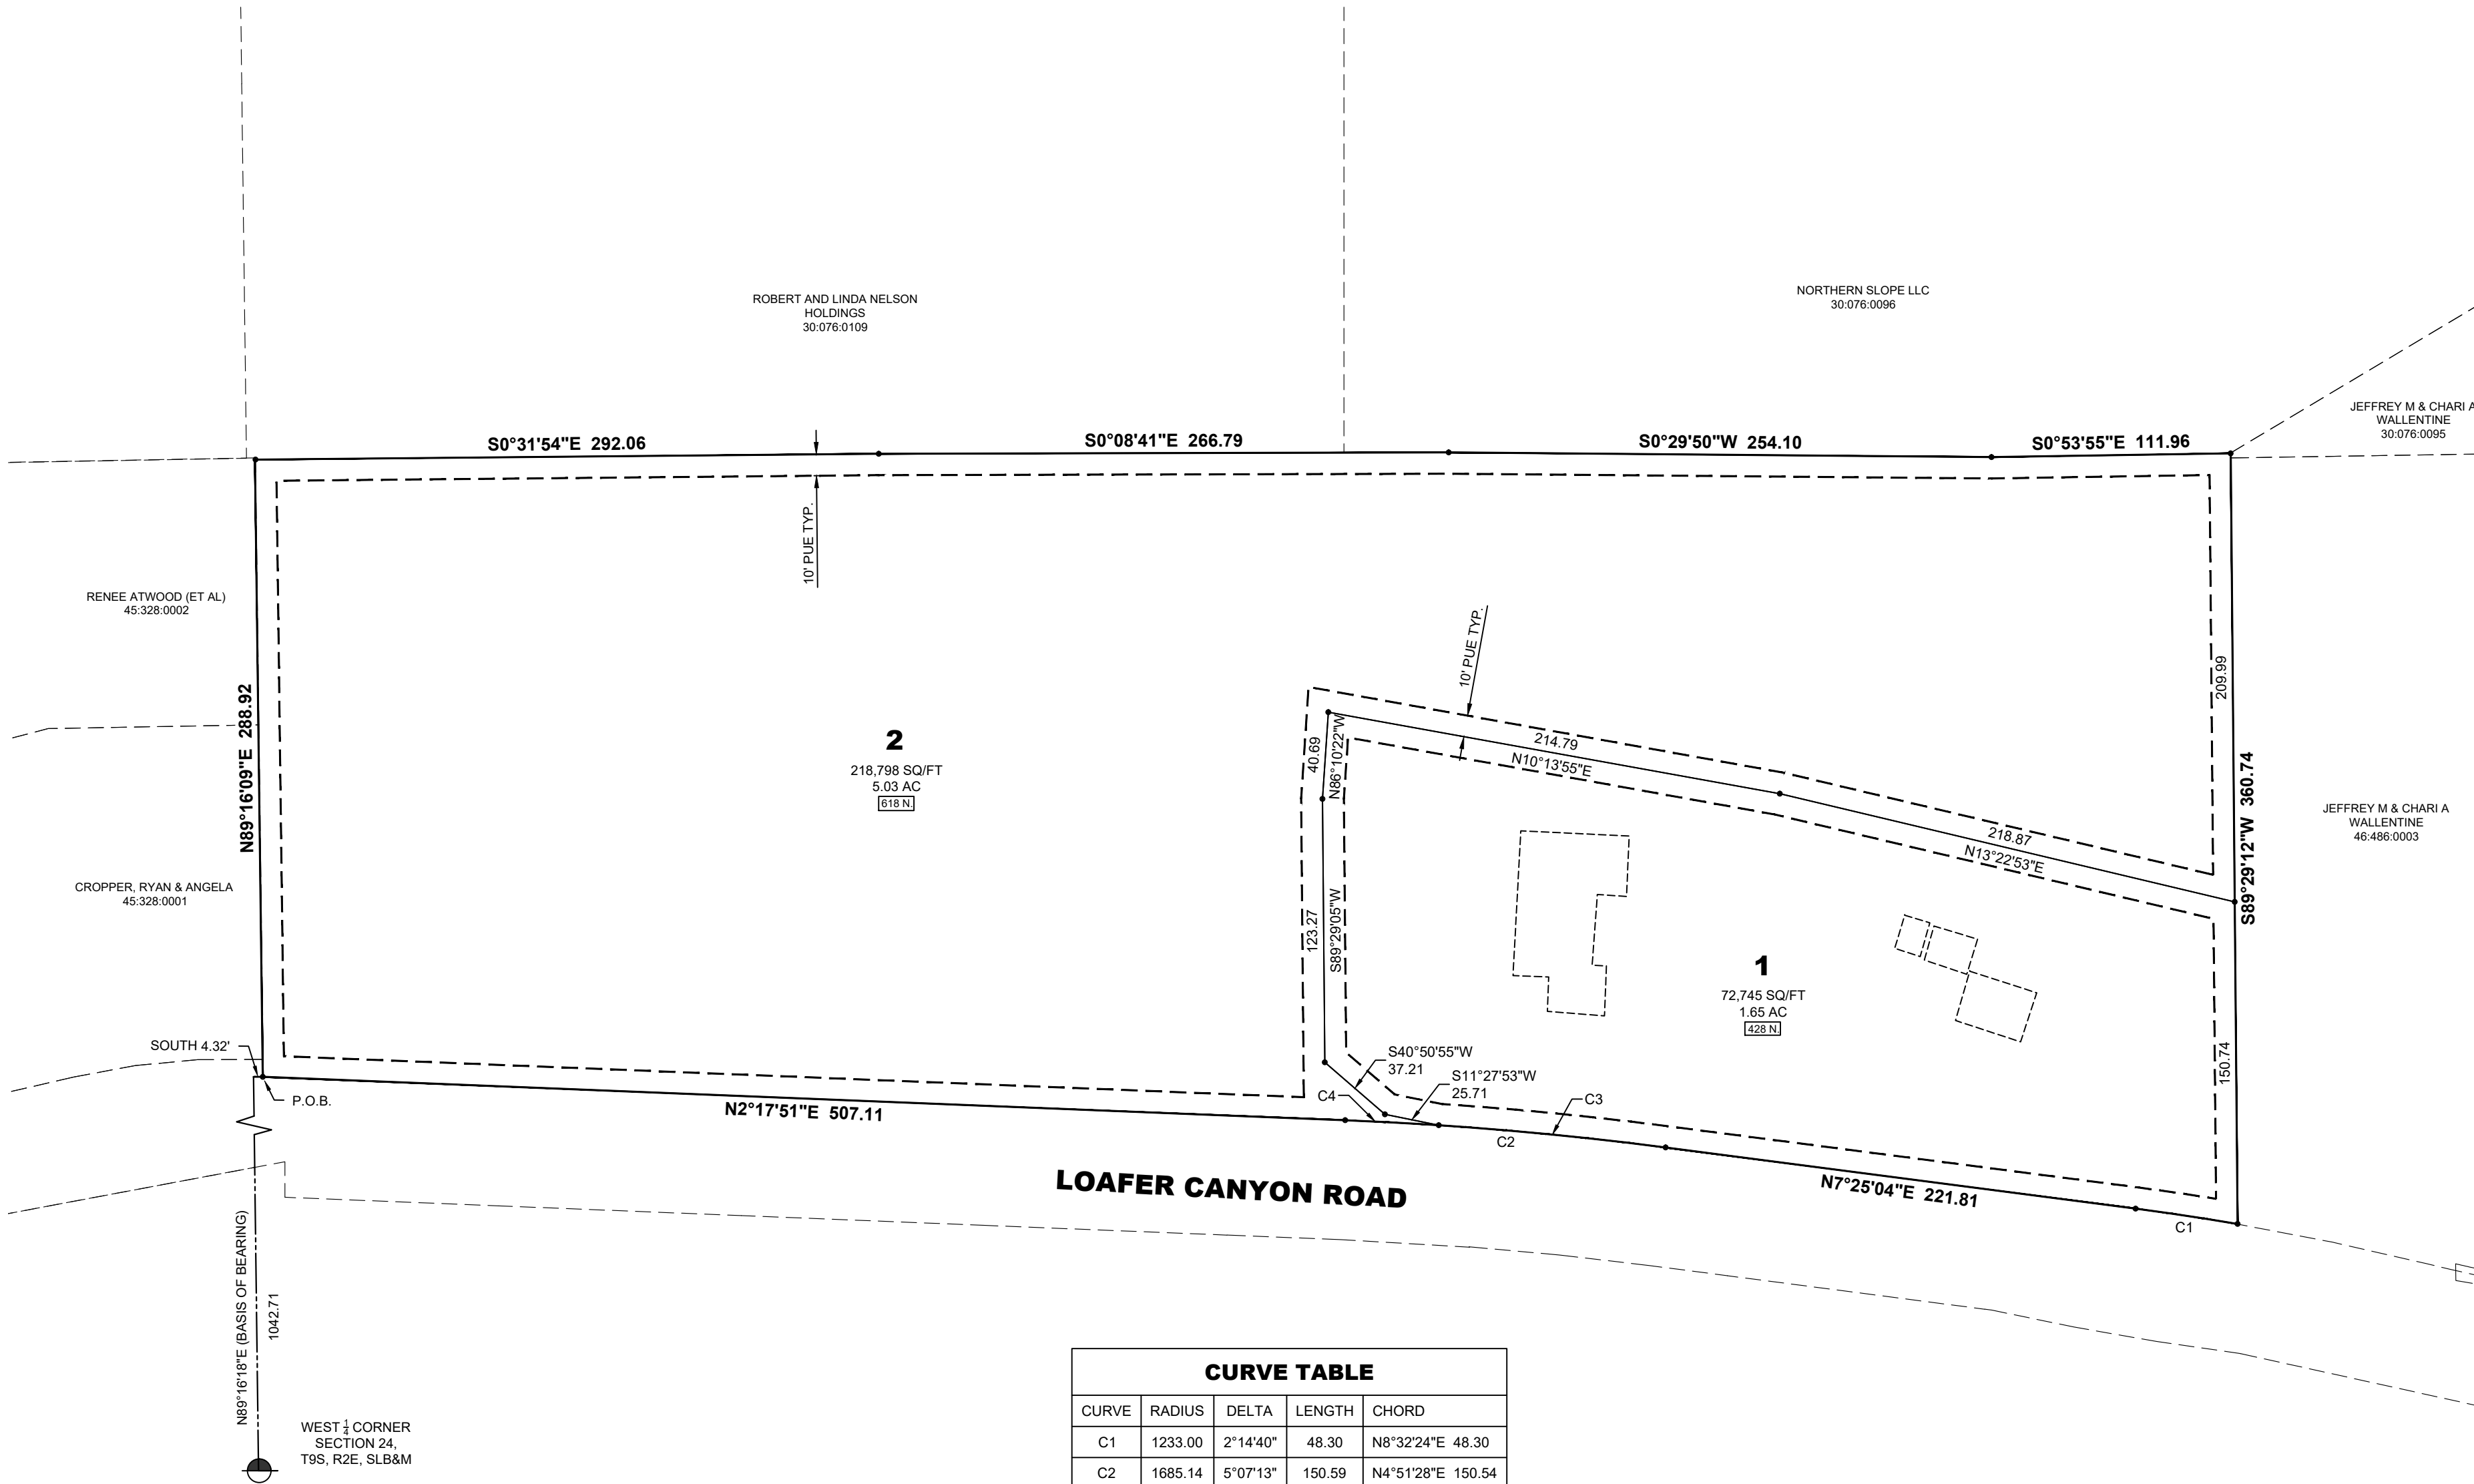 ROBERT AND LINDA NELSON
HOLDINGS
30:076:0109
NORTHERN SLOPE LLC
30:076:0096
JEFFREY M & CHARI A
WALLENTINE
30:076:0095
S0°31'54"E 292.06
S0°08'41"E 266.79
S0°29'50"W 254.10
S0°53'55"E 111.96
10' PUE TYP.
RENEE ATWOOD (ET AL)
45:328:0002
N89°16'09"E 288.92
CROPPER, RYAN & ANGELA
45:328:0001
2
218,798 SQ/FT
5.03 AC
618 N.
10' PUE TYP.
40.69
N86°10'22"W
214.79
N10°13'55"E
218.87
N13°22'53"E
209.99
S89°29'12"W 360.74
JEFFREY M & CHARI A
WALLENTINE
46:486:0003
123.27
S89°29'05"W
1
72,745 SQ/FT
1.65 AC
428 N.
150.74
SOUTH 4.32'
P.O.B.
S40°50'55"W
37.21
S11°27'53"W
25.71
C4
C3
C2
N2°17'51"E 507.11
LOAFER CANYON ROAD
N7°25'04"E 221.81
C1
N89°16'18"E (BASIS OF BEARING)
1042.71
WEST 1/4 CORNER
SECTION 24,
T9S, R2E, SLB&M
CURVE TABLE
CURVE RADIUS DELTA LENGTH CHORD
C1 1233.00 2°14'40" 48.30 N8°32'24"E 48.30
C2 1685.14 5°07'13" 150.59 N4°51'28"E 150.54